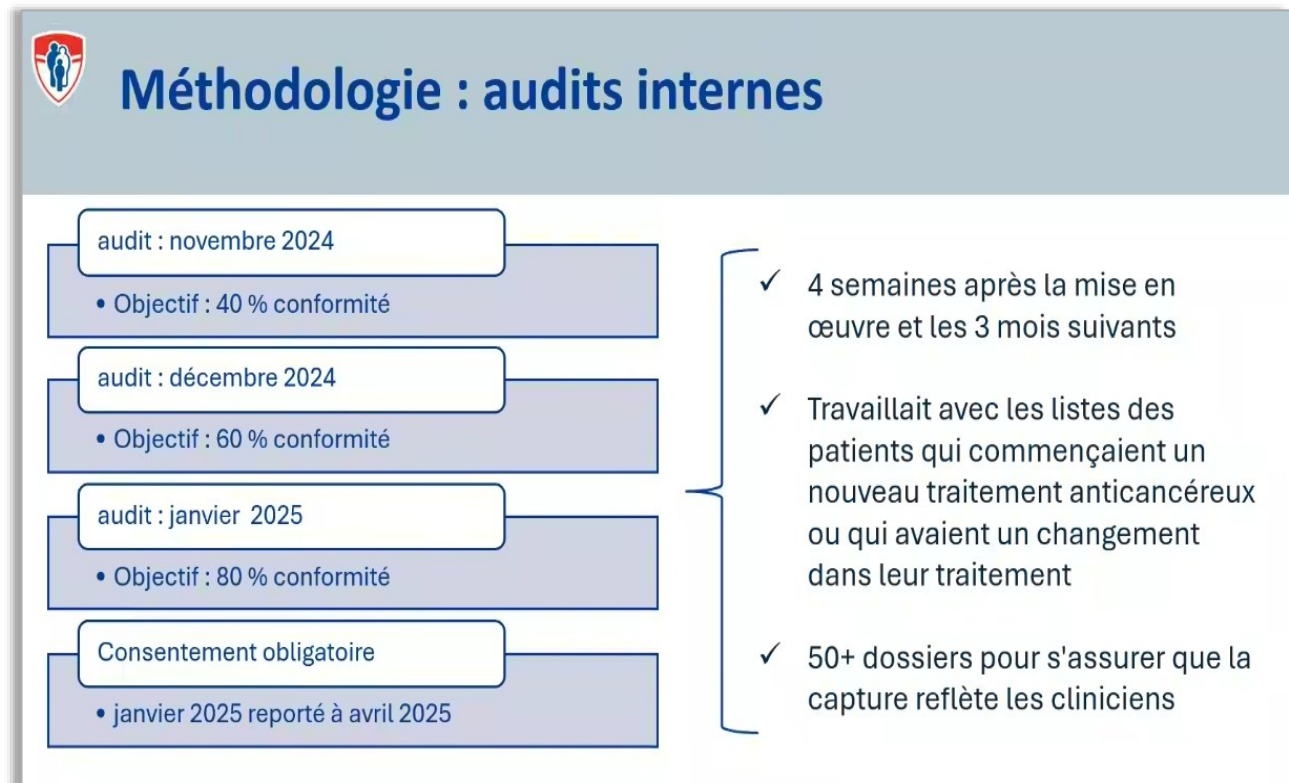 Méthodologie : audits internes
audit : novembre 2024
• Objectif : 40 % conformité
audit : décembre 2024
• Objectif : 60 % conformité
audit : janvier 2025
• Objectif : 80 % conformité
Consentement obligatoire
• janvier 2025 reporté à avril 2025
✓ 4 semaines après la mise en
œuvre et les 3 mois suivants
✓ Travaillait avec les listes des
patients qui commençaient un
nouveau traitement anticancéreux
ou qui avaient un changement
dans leur traitement
✓ 50+ dossiers pour s'assurer que la
capture reflète les cliniciens